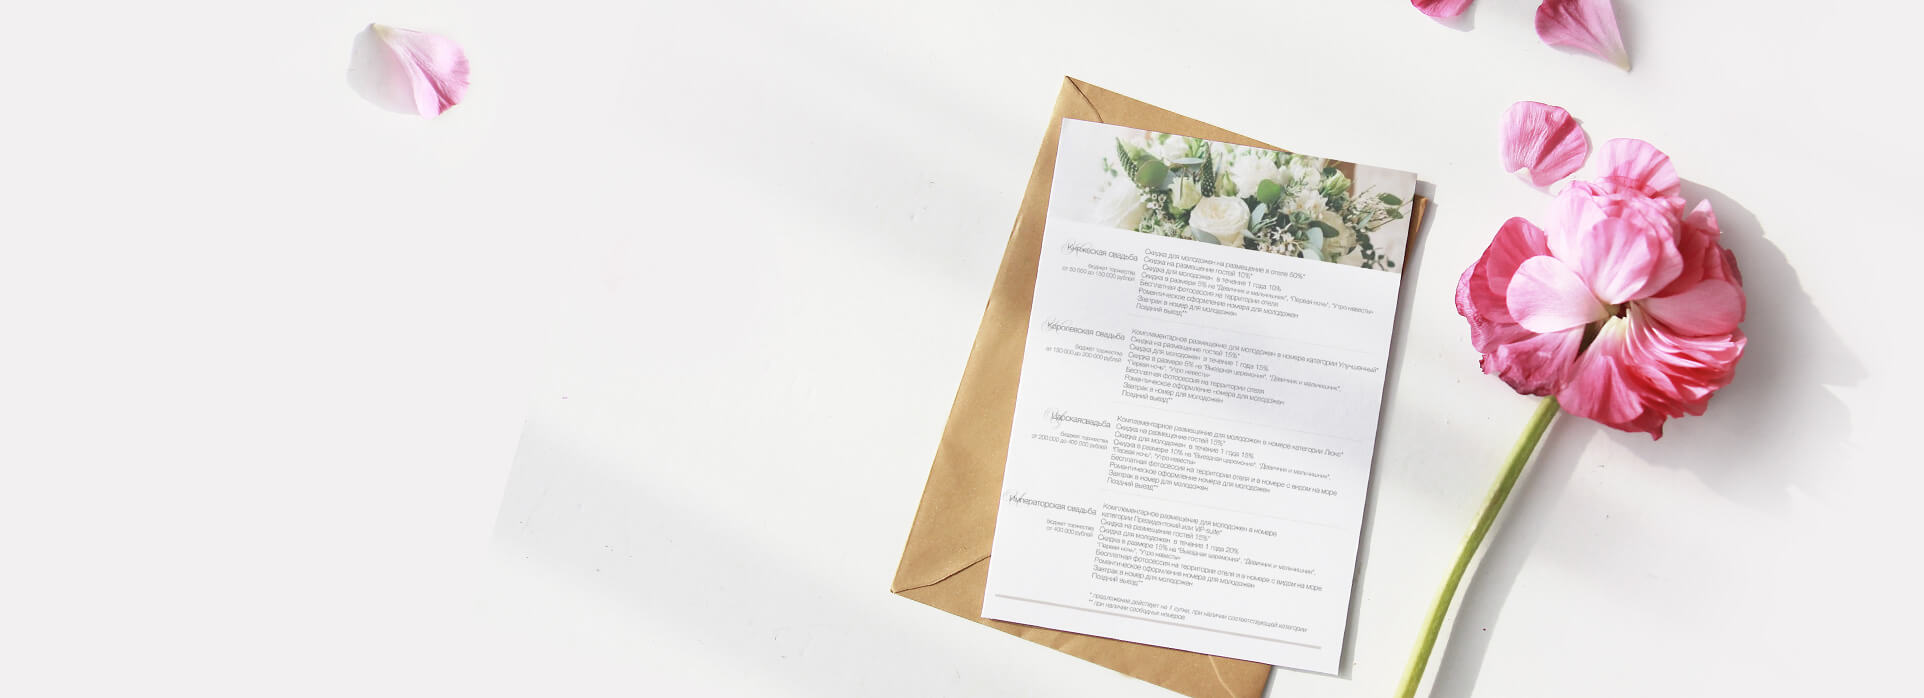 Княжеская свадьба
бюджет торжества
от 50 000 до 150 000 рублей
Скидка для молодожен на размещение в отеле 50%*
Скидка на размещение гостей 10%*
Скидка для молодожен в течение 1 года 10%
Скидка в размере 5% на "Девичник и мальчишник", "Первая ночь", "Утро невесты"
Бесплатная фотосессия на территории отеля
Романтическое оформление номера для молодожен
Завтрак в номер для молодожен
Поздний выезд**
Королевская свадьба
бюджет торжества
от 150 000 до 200 000 рублей
Комплементарное размещение для молодожен в номере категории Улучшенный*
Скидка на размещение гостей 15%*
Скидка для молодожен в течение 1 года 15%
Скидка в размере 5% на "Выездная церемония", "Девичник и мальчишник",
"Первая ночь", "Утро невесты"
Бесплатная фотосессия на территории отеля
Романтическое оформление номера для молодожен
Завтрак в номер для молодожен
Поздний выезд**
Царскаясвадьба
бюджет торжества
от 200 000 до 400 000 рублей
Комплементарное размещение для молодожен в номере категории Люкс*
Скидка на размещение гостей 15%*
Скидка для молодожен в течение 1 года 15%
Скидка в размере 10% на "Выездная церемония", "Девичник и мальчишник",
"Первая ночь", "Утро невесты"
Бесплатная фотосессия на территории отеля и в номере с видом на море
Романтическое оформление номера для молодожен
Завтрак в номер для молодожен
Поздний выезд**
Императорская свадьба
бюджет торжества
от 400 000 рублей
Комплементарное размещение для молодожен в номере
категории Президентский или VIP-suite*
Скидка на размещение гостей 15%*
Скидка для молодожен в течение 1 года 20%
Скидка в размере 15% на "Выездная церемония", "Девичник и мальчишник",
"Первая ночь", "Утро невесты"
Бесплатная фотосессия на территории отеля и в номере с видом на море
Романтическое оформление номера для молодожен
Завтрак в номер для молодожен
Поздний выезд**
* предложение действует на 1 сутки, при наличии соответствующей категории
** при наличии свободных номеров